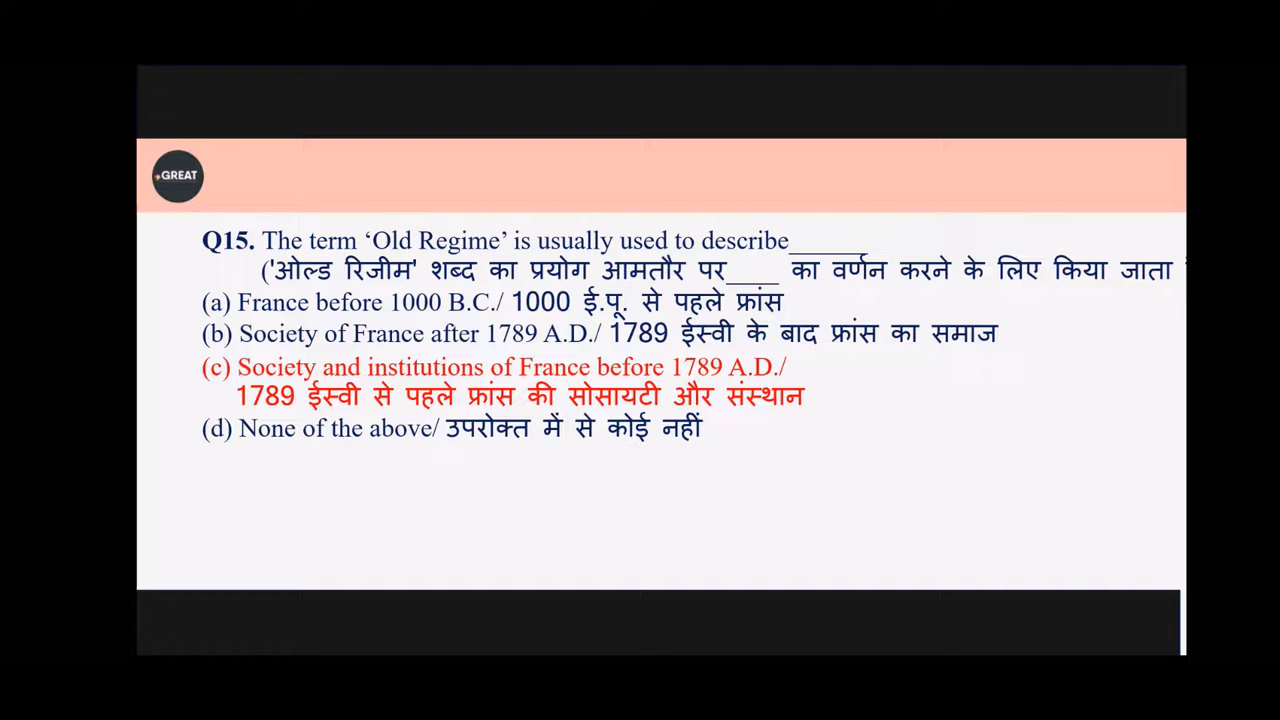 GREAT
Q15. The term ‘Old Regime’ is usually used to describe______
('ओल्ड रिजीम' शब्द का प्रयोग आमतौर पर____ का वर्णन करने के लिए किया जाता
(a) France before 1000 B.C./ 1000 ई.पू. से पहले फ्रांस
(b) Society of France after 1789 A.D./ 1789 ईस्वी के बाद फ्रांस का समाज
(c) Society and institutions of France before 1789 A.D./
1789 ईस्वी से पहले फ्रांस की सोसायटी और संस्थान
(d) None of the above/ उपरोक्त में से कोई नहीं